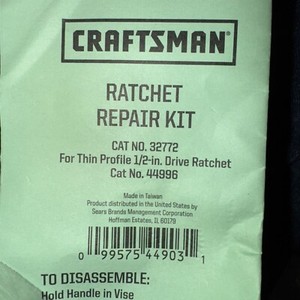 CRAFTSMAN®
RATCHET
REPAIR KIT
CAT NO. 32772
For Thin Profile 1/2-in. Drive Ratchet
Cat No. 44996
Made in Taiwan
Product distributed in the United States by
Sears Brands Management Corporation
Hoffman Estates, IL 60179
0 99575 44903 1
TO DISASSEMBLE:
Hold Handle in Vise